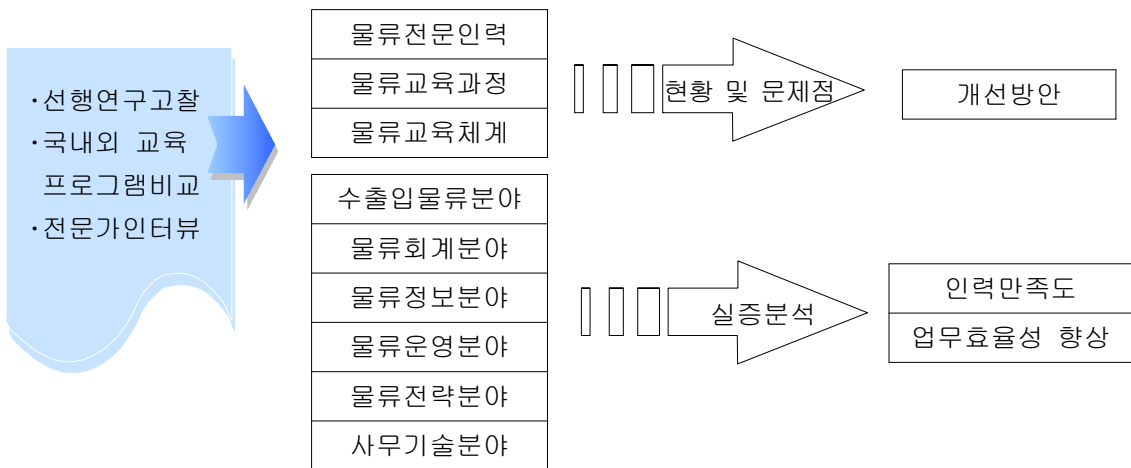 ·선행연구고찰
·국내외 교육
프로그램비교
·전문가인터뷰
물류전문인력
물류교육과정
물류교육체계
현황 및 문제점
개선방안
수출입물류분야
물류회계분야
물류정보분야
물류운영분야
물류전략분야
사무기술분야
실증분석
인력만족도
업무효율성 향상